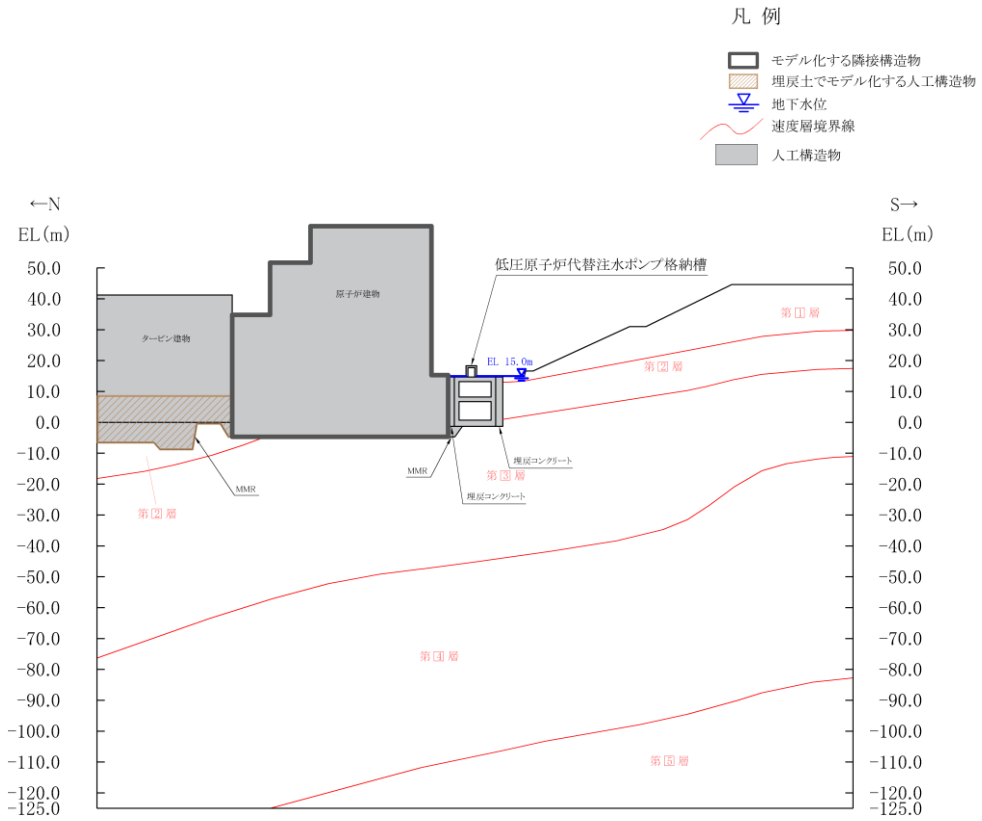 凡 例
モデル化する隣接構造物
埋戻土でモデル化する人工構造物
地下水位
速度層境界線
人工構造物
←N
S→
EL(m)
EL(m)
50.0
40.0
30.0
20.0
10.0
0.0
-10.0
-20.0
-30.0
-40.0
-50.0
-60.0
-70.0
-80.0
-90.0
-100.0
-110.0
-120.0
-125.0
低圧原子炉代替注水ポンプ格納槽
原子炉建物
タービン建物
EL 15.0m
第1層
第2層
第3層
埋戻コンクリート
MMR
埋戻コンクリート
MMR
第2層
第4層
第5層
50.0
40.0
30.0
20.0
10.0
0.0
-10.0
-20.0
-30.0
-40.0
-50.0
-60.0
-70.0
-80.0
-90.0
-100.0
-110.0
-120.0
-125.0